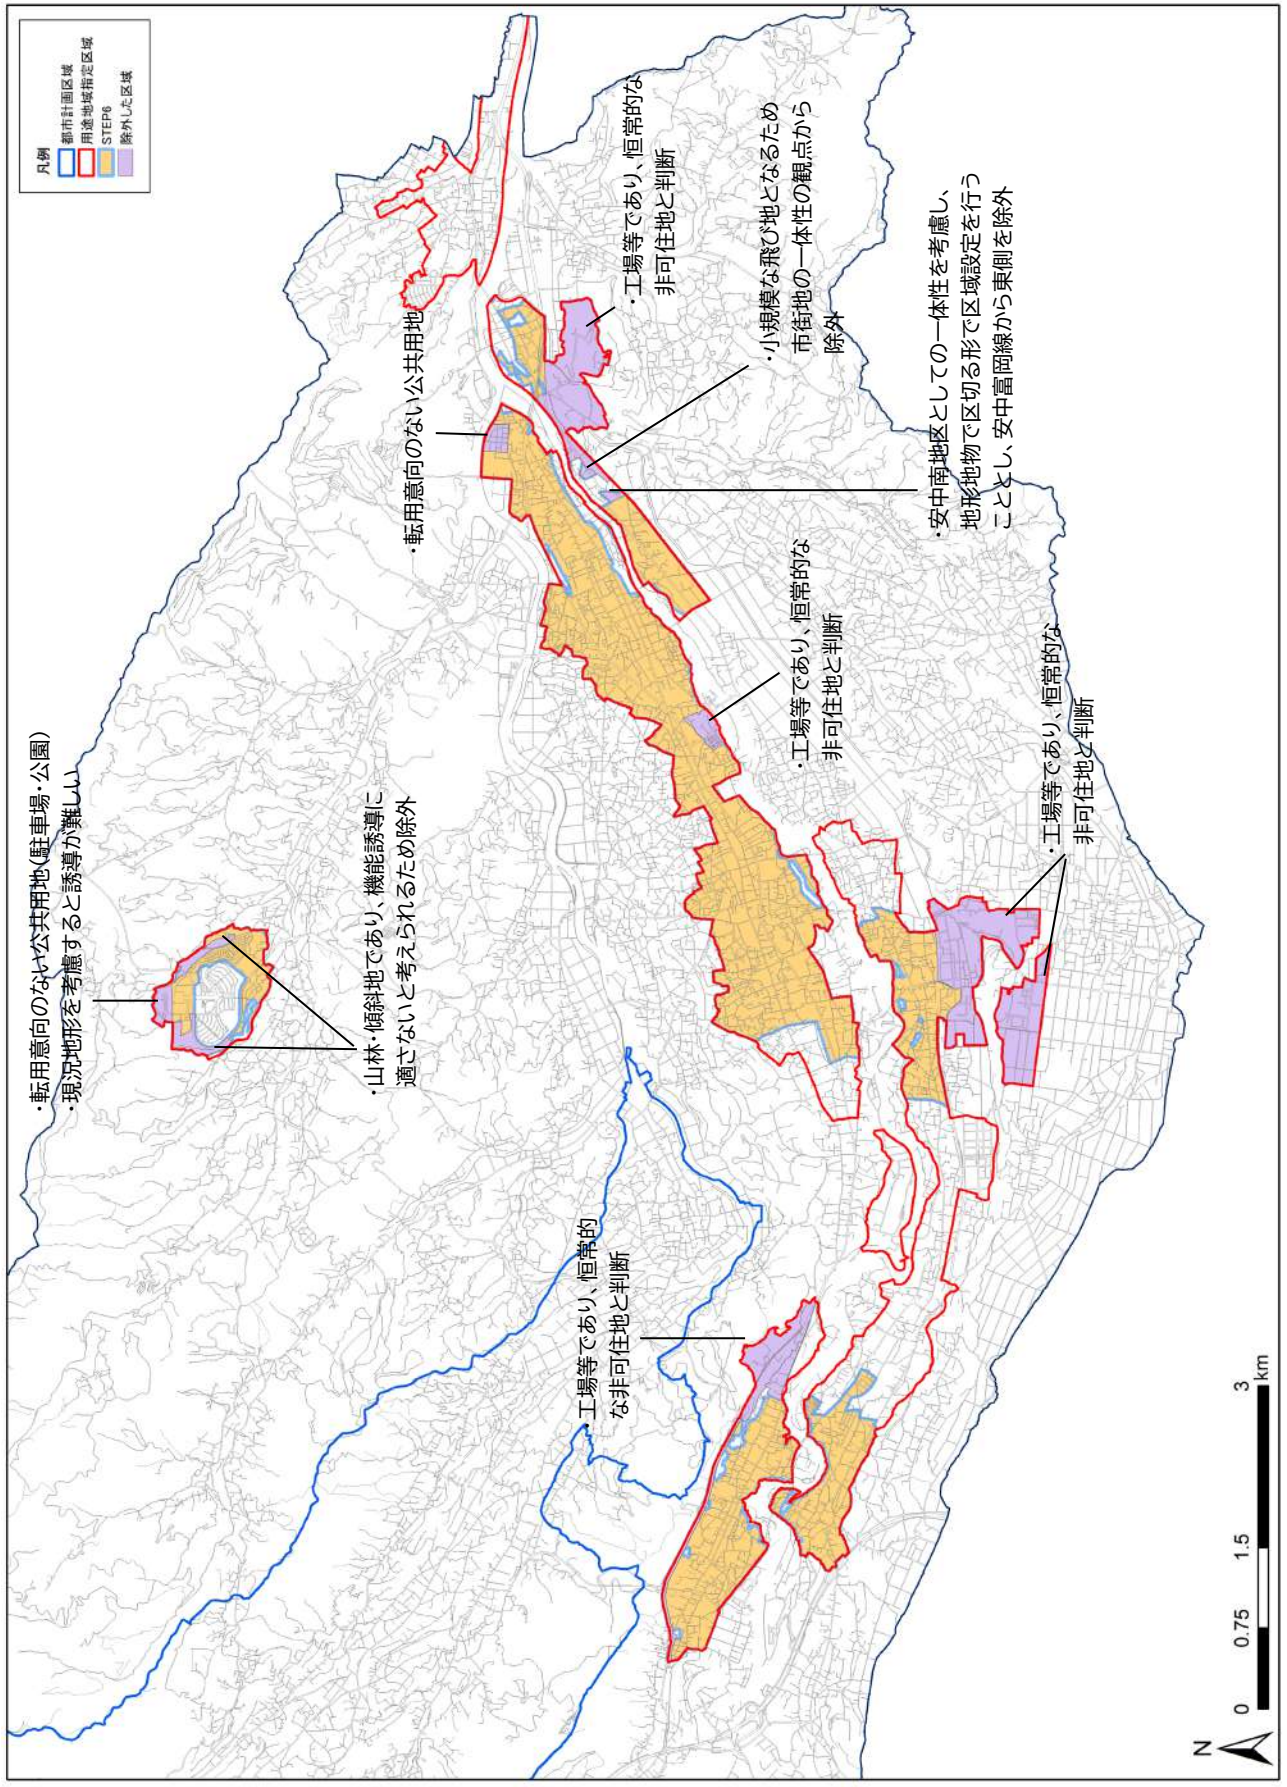 凡例
都市計画区域
用途地域指定区域
STEP6
除外した区域
・転用意向のない公共用地(駐車場・公園)
・現況地形を考慮すると誘導が難しい
・山林・傾斜地であり、機能誘導に
適さないと考えられるため除外
・転用意向のない公共用地
・工場等であり、恒常的な
非可住地と判断
・小規模な飛び地となるため
市街地の一体性の観点から
除外
・安中南地区としての一体性を考慮し、
地形地物で区切る形で区域設定を行う
こととし、安中富岡線から東側を除外
・工場等であり、恒常的な
非可住地と判断
・工場等であり、恒常的な
非可住地と判断
・工場等であり、恒常的
な非可住地と判断
N
0 0.75 1.5 3
km